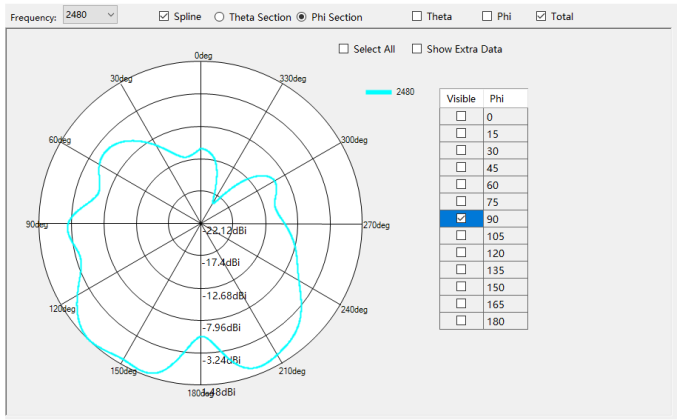 Frequency: 2480 Spline Theta Section Phi Section Theta Phi Total
Select All Show Extra Data
2480
0deg
30deg
330deg
60deg
300deg
90deg
270deg
120deg
240deg
150deg
210deg
180deg
-22.12dBi
-17.4dBi
-12.68dBi
-7.96dBi
-3.24dBi
1.48dBi
Visible Phi
0
15
30
45
60
75
90
105
120
135
150
165
180